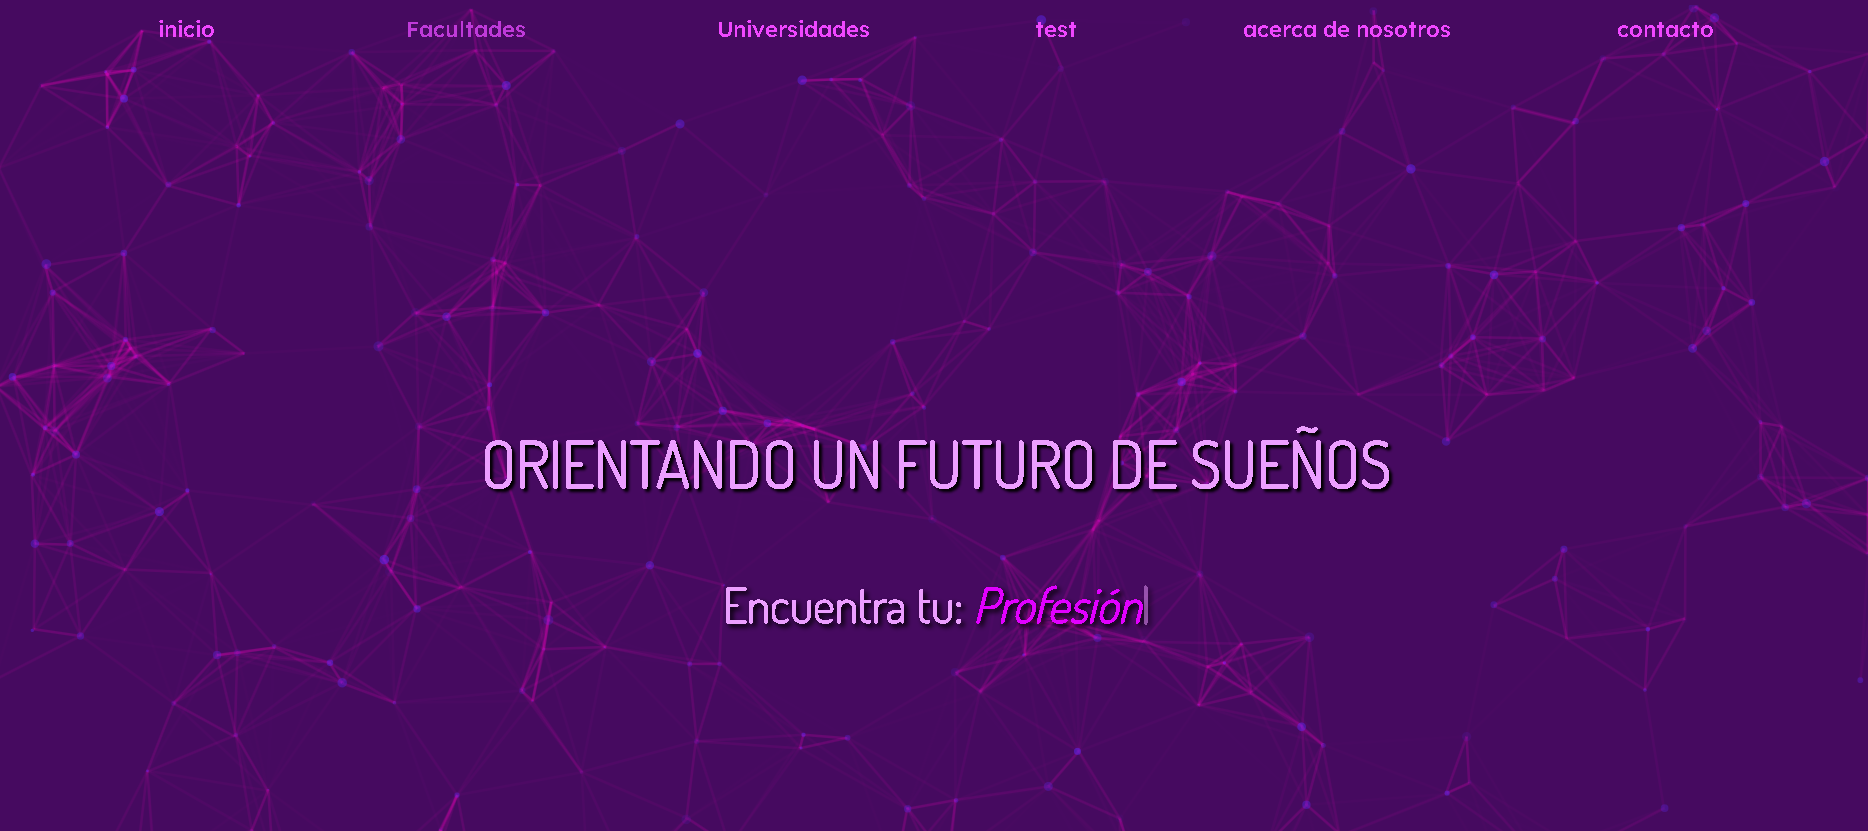 inicio Facultades Universidades test acerca de nosotros contacto
ORIENTANDO UN FUTURO DE SUEÑOS
Encuentra tu: Profesión